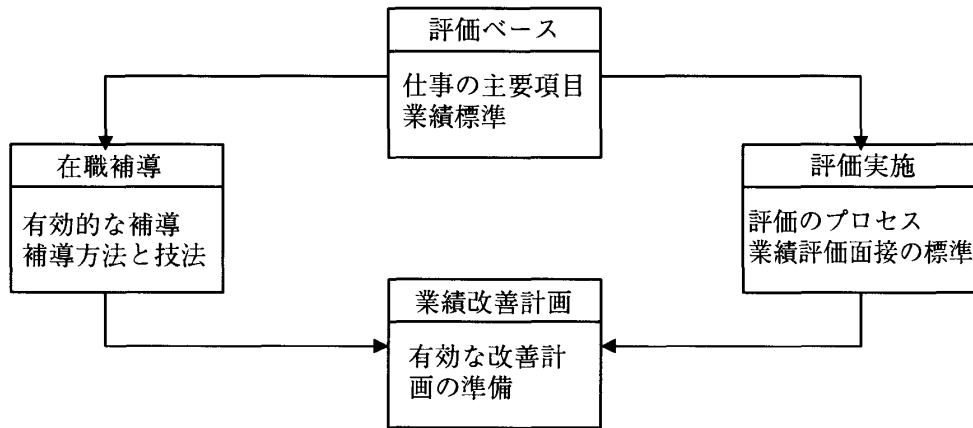 評価ベース
仕事の主要項目
業績標準
在職補導
有効的な補導
補導方法と技法
評価実施
評価のプロセス
業績評価面接の標準
業績改善計画
有効な改善計
画の準備